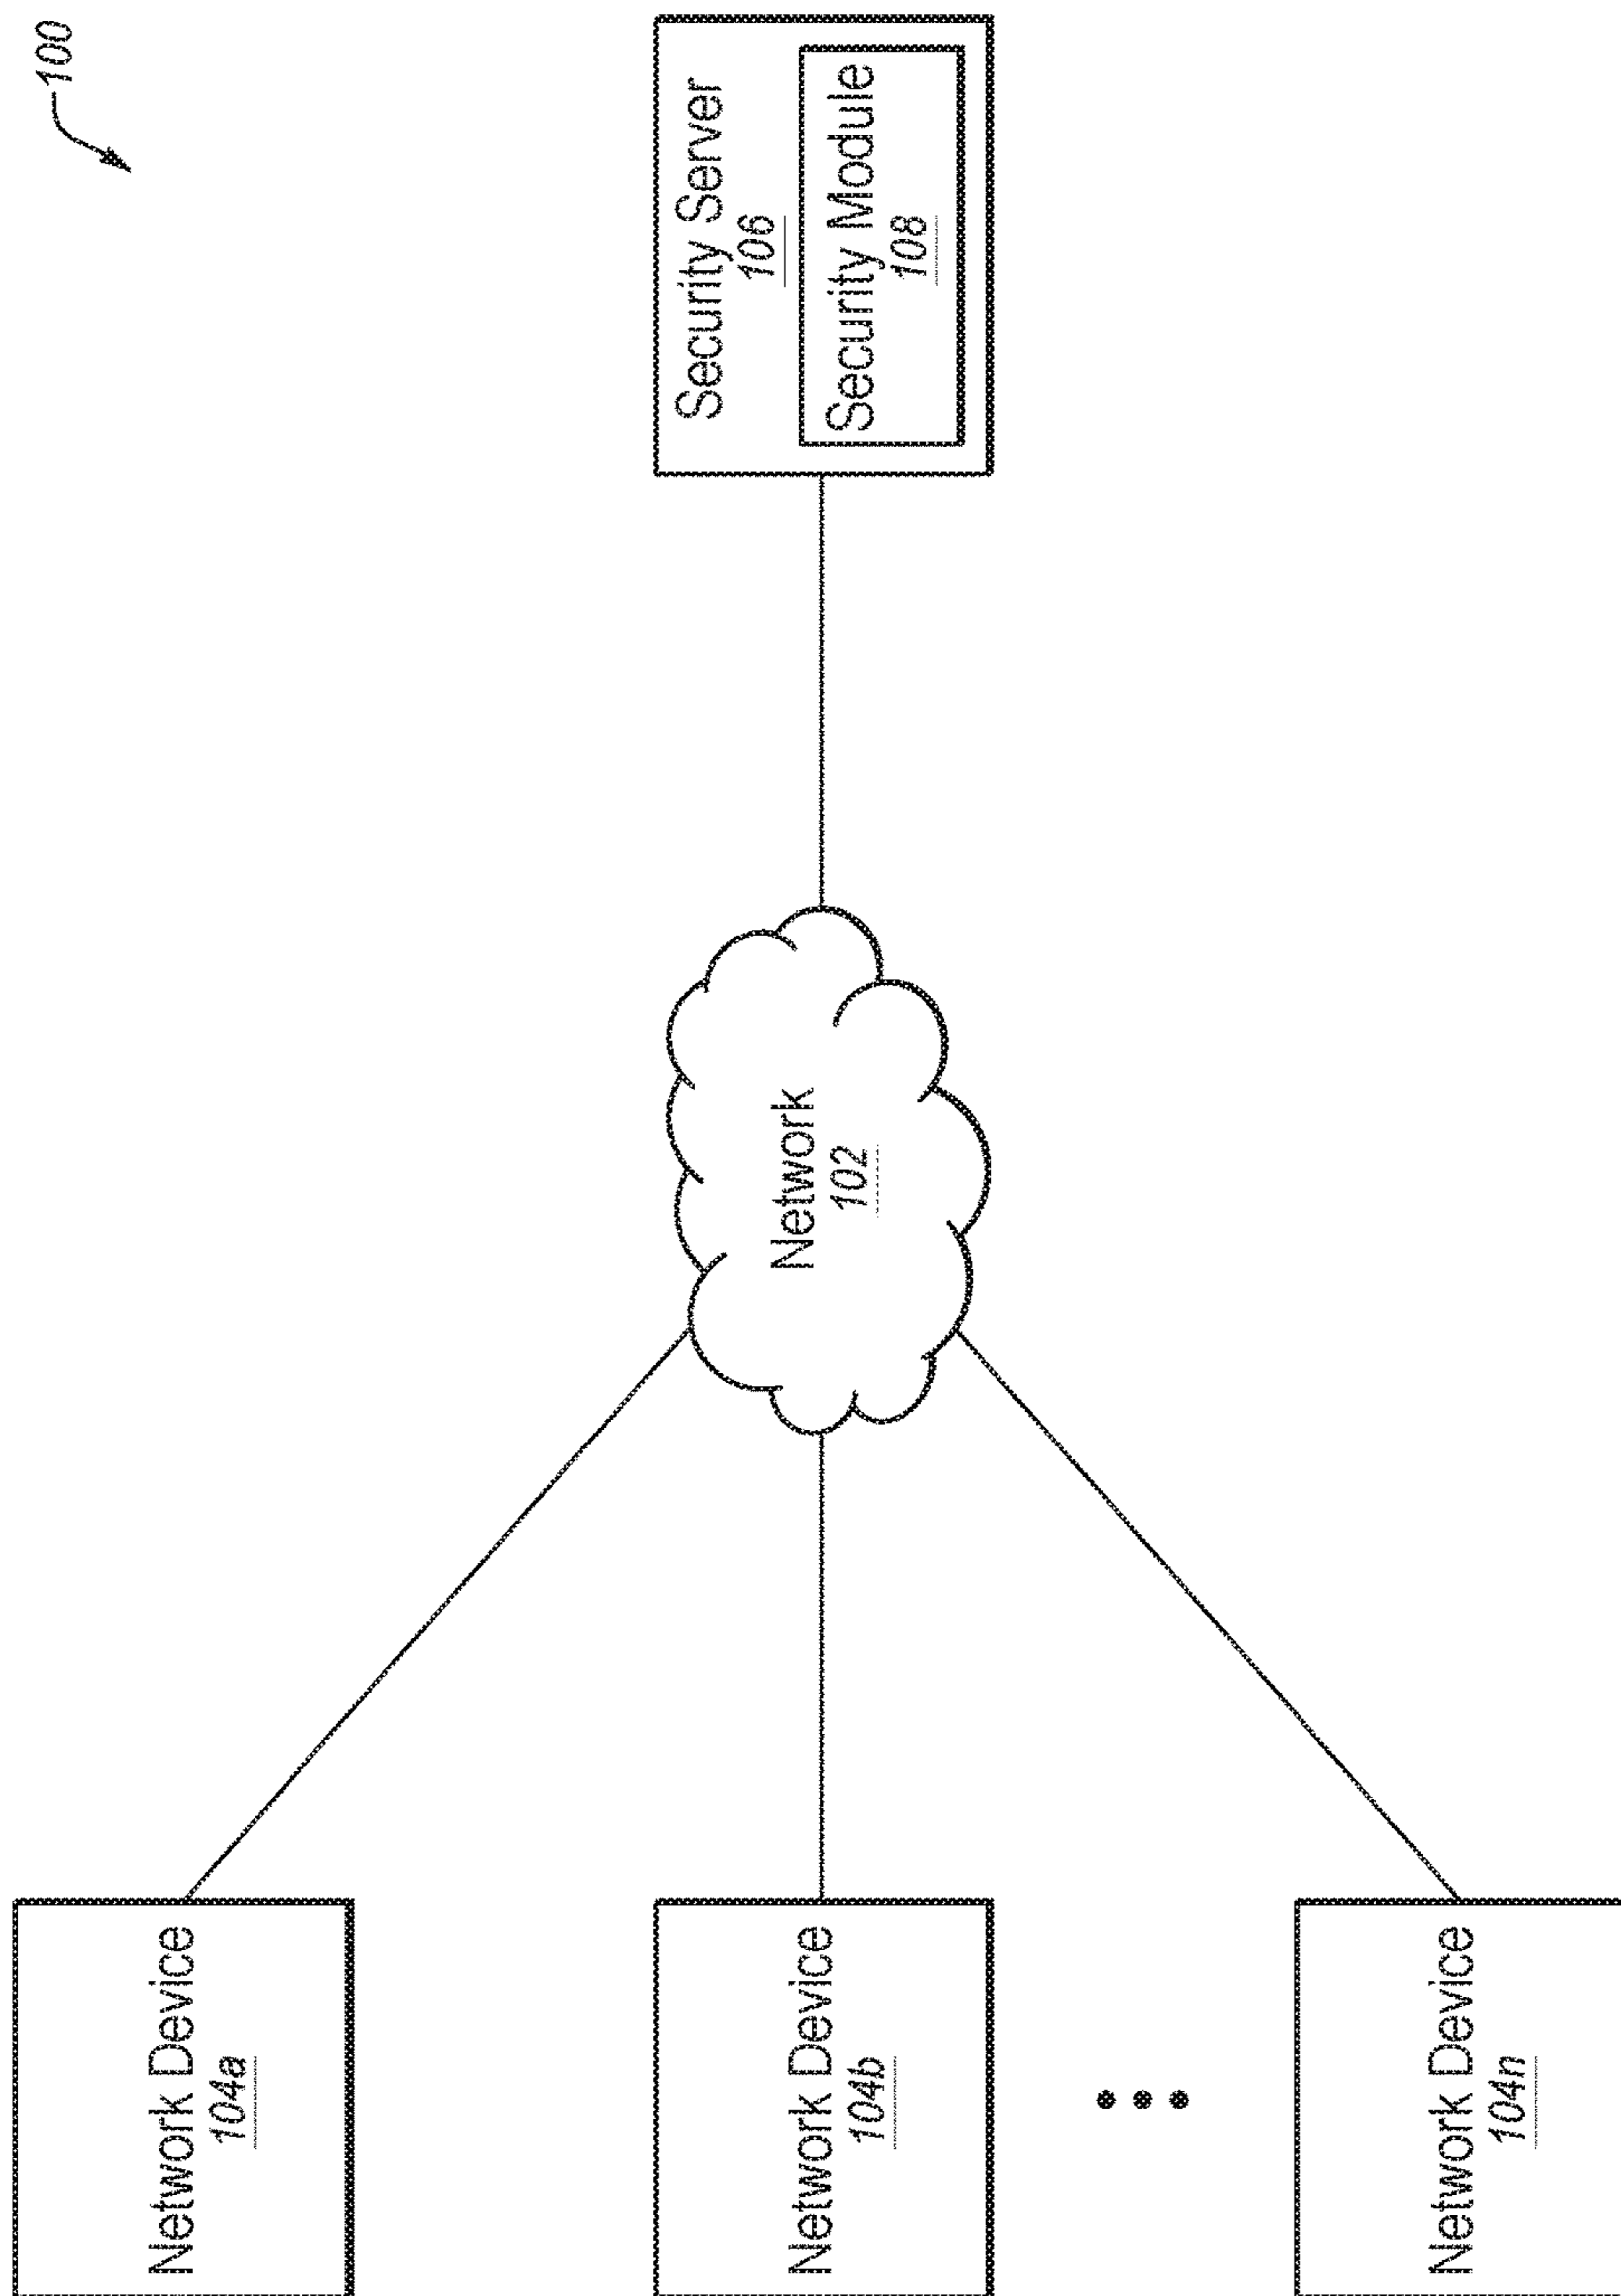 100
Network Device
104a
Network Device
104b
Network Device
104n
Network
102
Security Server
106
Security Module
108